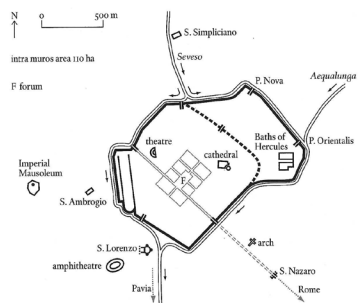 N
0 500 m
S. Simpliciano
Seveso
intra muros area 110 ha
P. Nova
Aequalunga
F forum
theatre
Baths of
Hercules
P. Orientalis
cathedral
Imperial
Mausoleum
F
S. Ambrogio
S. Lorenzo
arch
amphitheatre
S. Nazaro
Pavia
Rome